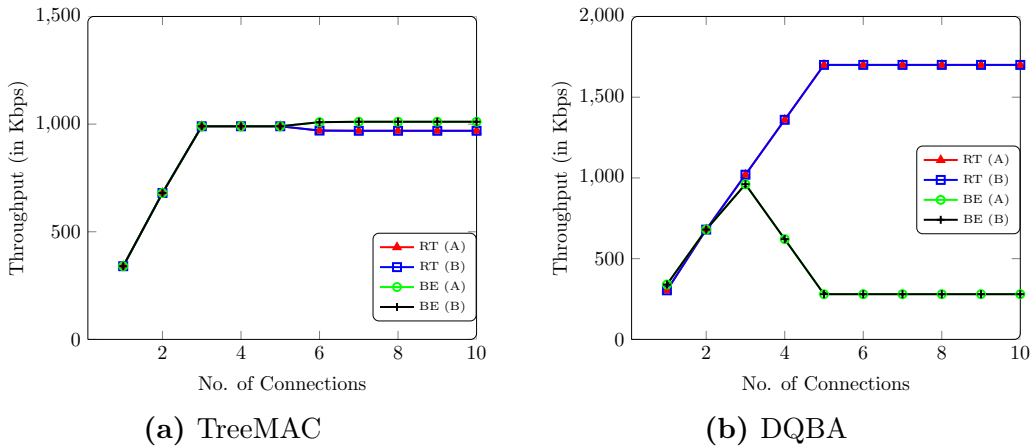 1,500
1,000
500
0
2
4
6
8
10
Throughput (in Kbps)
No. of Connections
RT (A)
RT (B)
BE (A)
BE (B)
(a) TreeMAC
2,000
1,500
1,000
500
0
2
4
6
8
10
Throughput (in Kbps)
No. of Connections
RT (A)
RT (B)
BE (A)
BE (B)
(b) DQBA